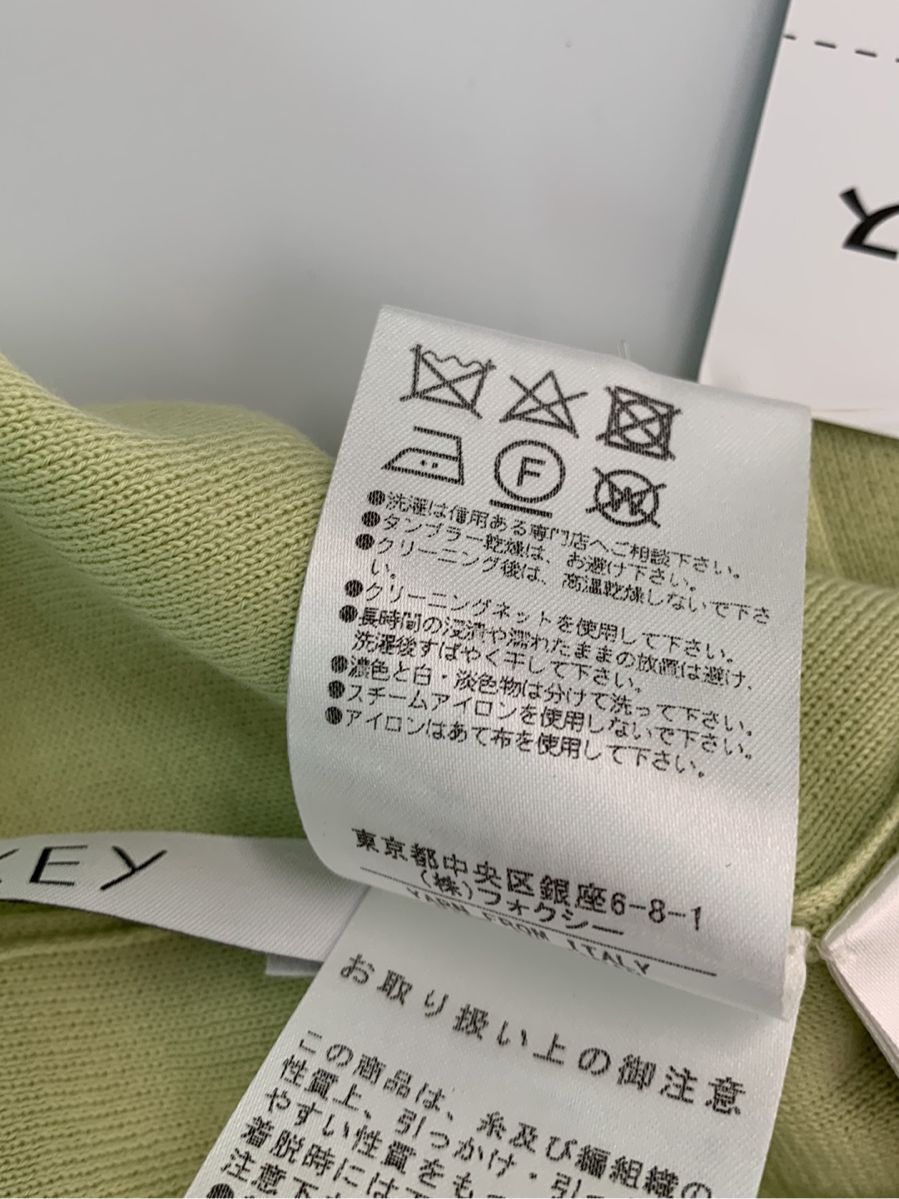 と
F
W
●洗濯は信用ある専門店へご相談下さい。
●タンブラー乾燥は、お避け下さい。
●クリーニング後は、高温乾燥しないで下さ
い。
●クリーニングネットを使用して下さい。
●長時間の浸漬や濡れたままの放置は避け、
洗濯後すばやく干して下さい。
●濃色と白・淡色物は分けて洗って下さい。
●スチームアイロンを使用しないで下さい。
●アイロンはあて布を使用して下さい。
東京都中央区銀座6-8-1
(株)フォクシー
YARN FROM ITALY
KEY
お取り扱い上の御注意
この商品は、糸及び編組織の
性質上、引っかけ・引
やすい性質をもっ
着脱時には
注意下